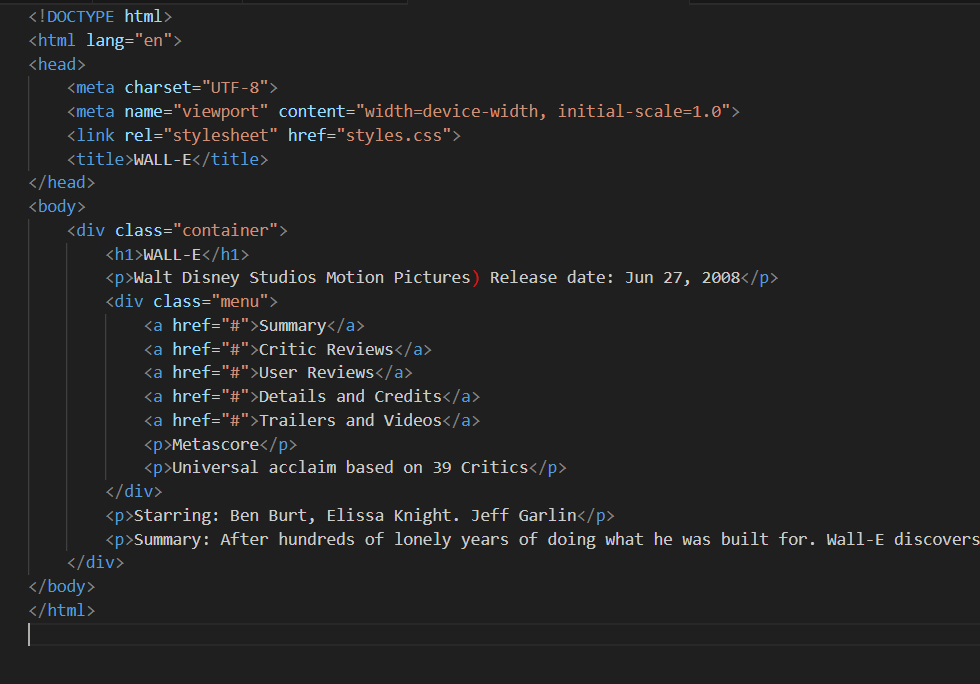 <!DOCTYPE html>
<html lang="en">
<head>
    <meta charset="UTF-8">
    <meta name="viewport" content="width=device-width, initial-scale=1.0">
    <link rel="stylesheet" href="styles.css">
    <title>WALL-E</title>
</head>
<body>
    <div class="container">
        <h1>WALL-E</h1>
        <p>Walt Disney Studios Motion Pictures) Release date: Jun 27, 2008</p>
        <div class="menu">
            <a href="#">Summary</a>
            <a href="#">Critic Reviews</a>
            <a href="#">User Reviews</a>
            <a href="#">Details and Credits</a>
            <a href="#">Trailers and Videos</a>
            <p>Metascore</p>
            <p>Universal acclaim based on 39 Critics</p>
        </div>
        <p>Starring: Ben Burt, Elissa Knight. Jeff Garlin</p>
        <p>Summary: After hundreds of lonely years of doing what he was built for. Wall-E discovers
    </div>
</body>
</html>